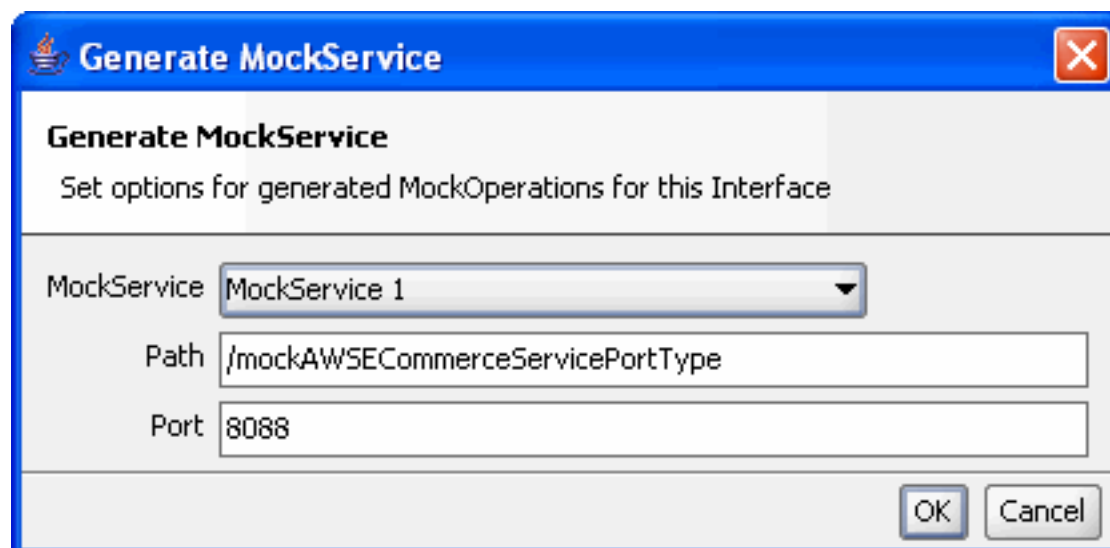 Generate MockService
Generate MockService
Set options for generated MockOperations for this Interface
MockService MockService 1
Path /mockAWSECommerceServicePortType
Port 8088
OK Cancel